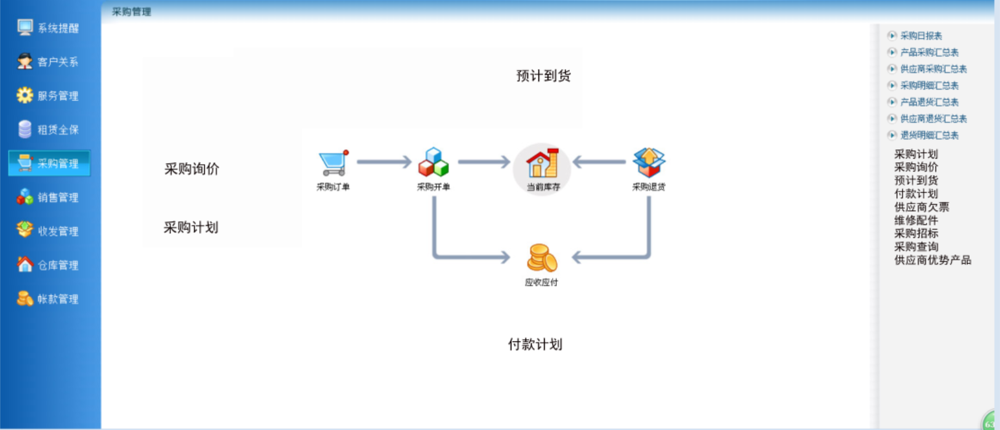 采购管理
系统提醒
客户关系
服务管理
租赁全保
采购管理
销售管理
收发管理
仓库管理
帐款管理
预计到货
采购询价
采购订单
采购开单
当前库存
采购退货
采购计划
应收应付
付款计划
采购日报表
产品采购汇总表
供应商采购汇总表
采购明细汇总表
产品退货汇总表
供应商退货汇总表
退货明细汇总表
采购计划
采购询价
预计到货
付款计划
供应商欠票
维修配件
采购招标
采购查询
供应商优势产品